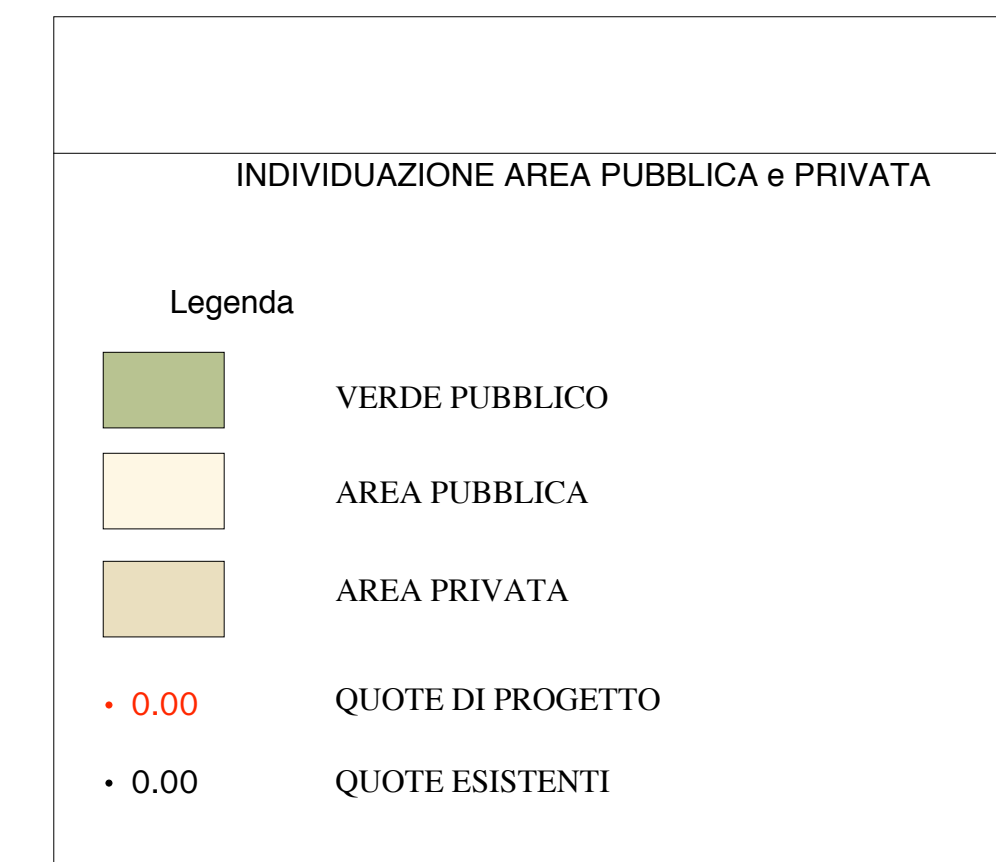 INDIVIDUAZIONE AREA PUBBLICA e PRIVATA
Legenda
VERDE PUBBLICO
AREA PUBBLICA
AREA PRIVATA
• 0.00 QUOTE DI PROGETTO
• 0.00 QUOTE ESISTENTI